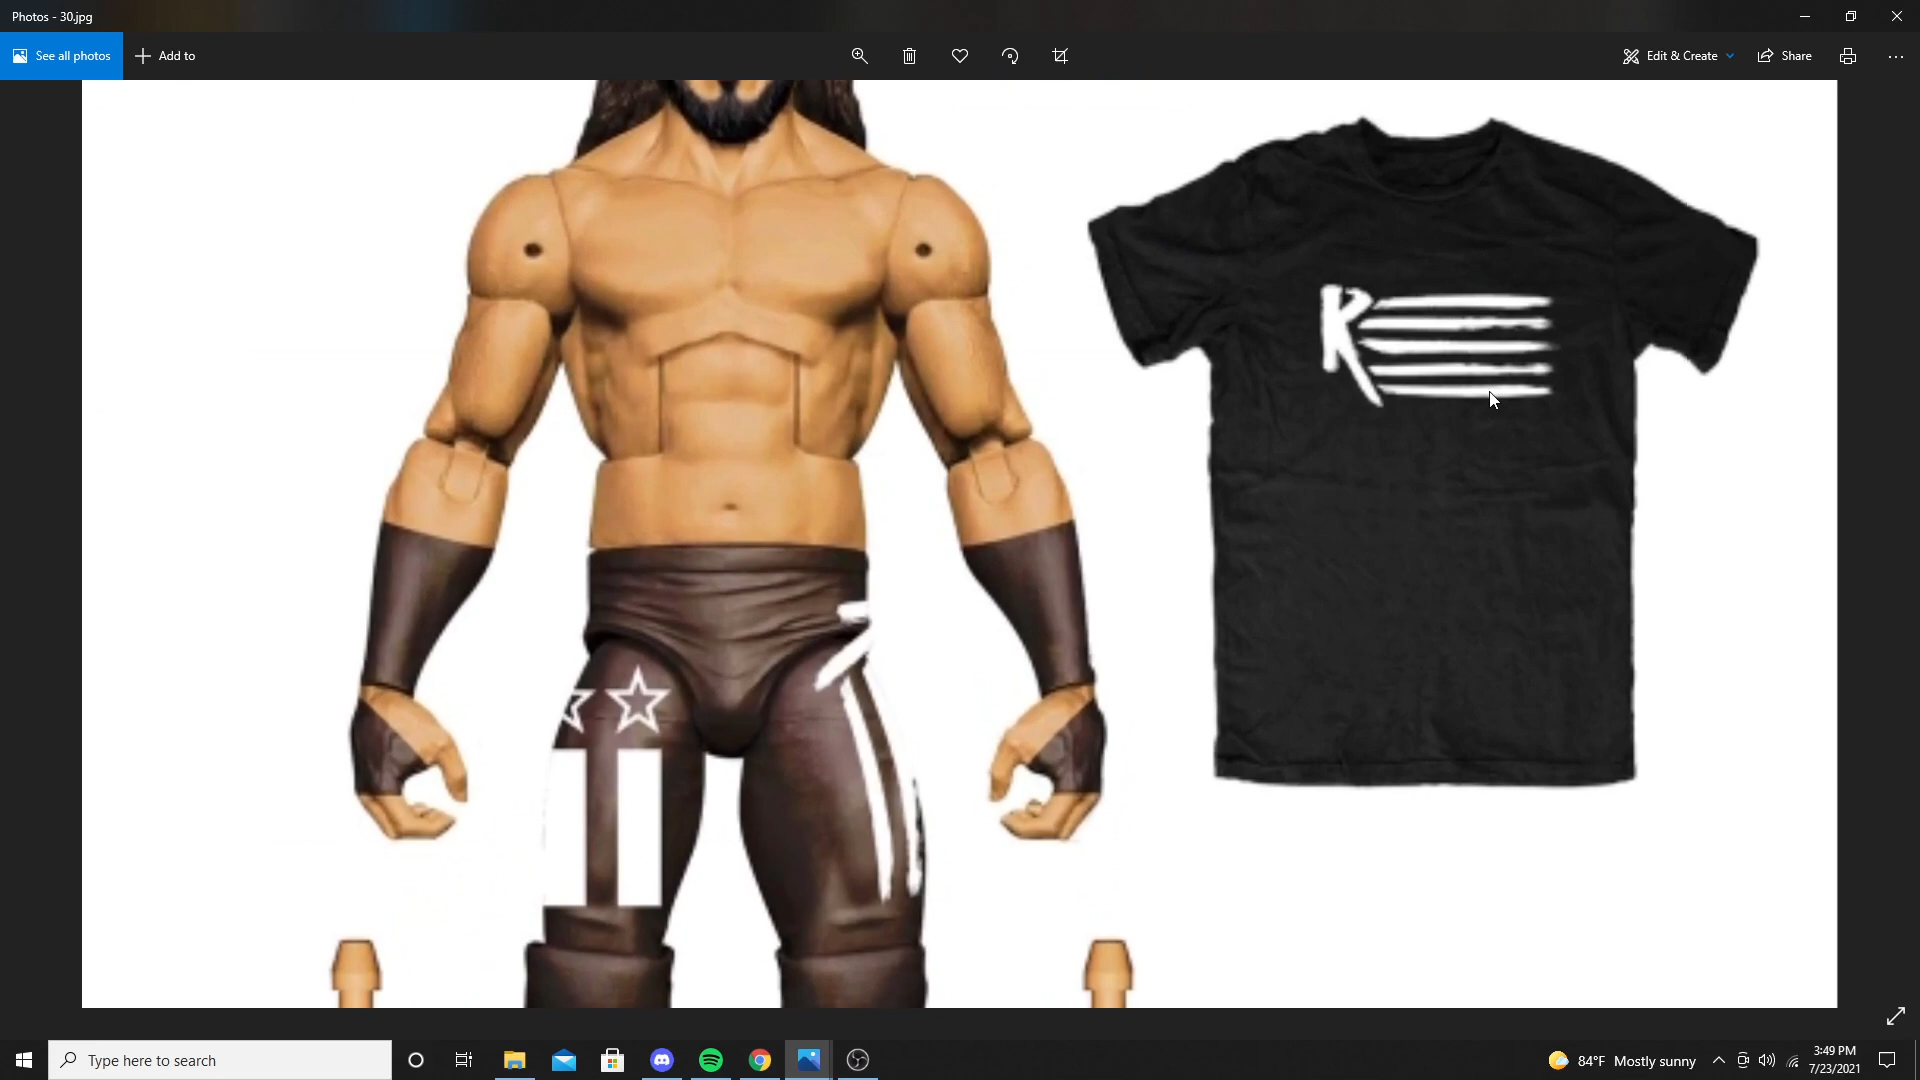 Photos - 30.jpg
See all photos
Add to
Edit & Create
Share
R
Type here to search
84°F Mostly sunny
3:49 PM
7/23/2021